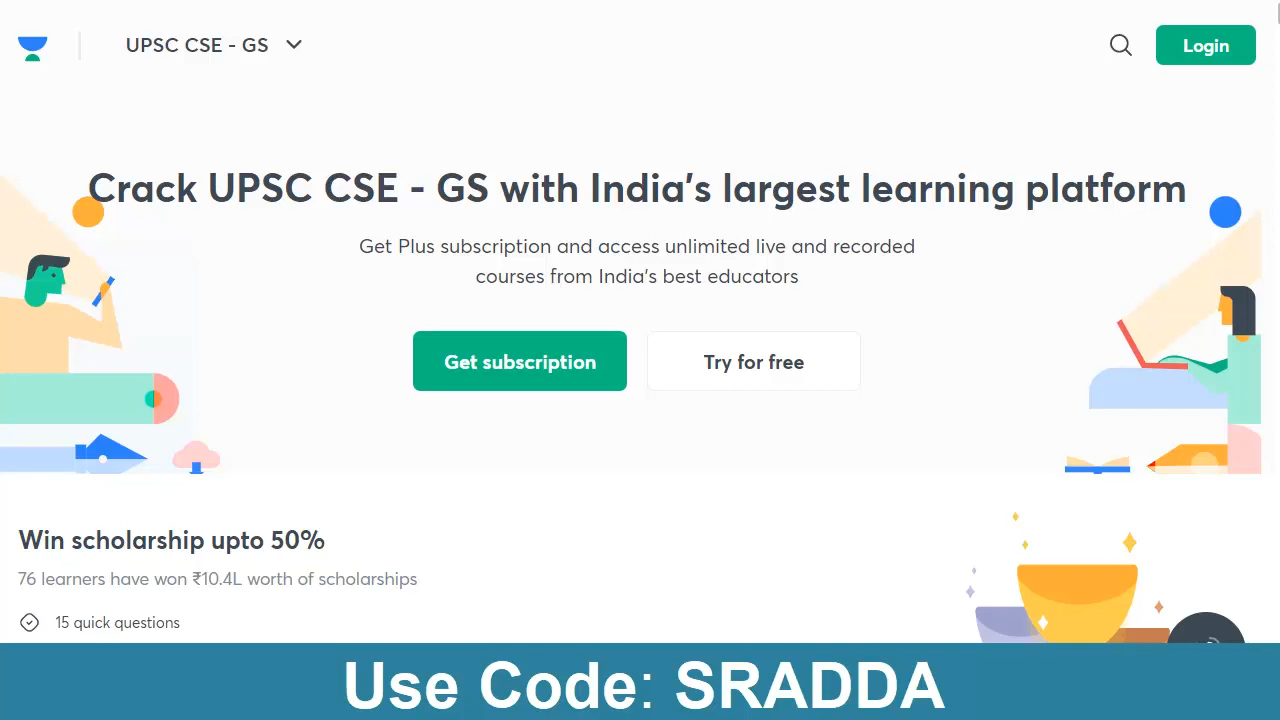 UPSC CSE - GS
Login
Crack UPSC CSE - GS with India's largest learning platform
Get Plus subscription and access unlimited live and recorded
courses from India's best educators
Get subscription
Try for free
Win scholarship upto 50%
76 learners have won ₹10.4L worth of scholarships
15 quick questions
Use Code: SRADDA